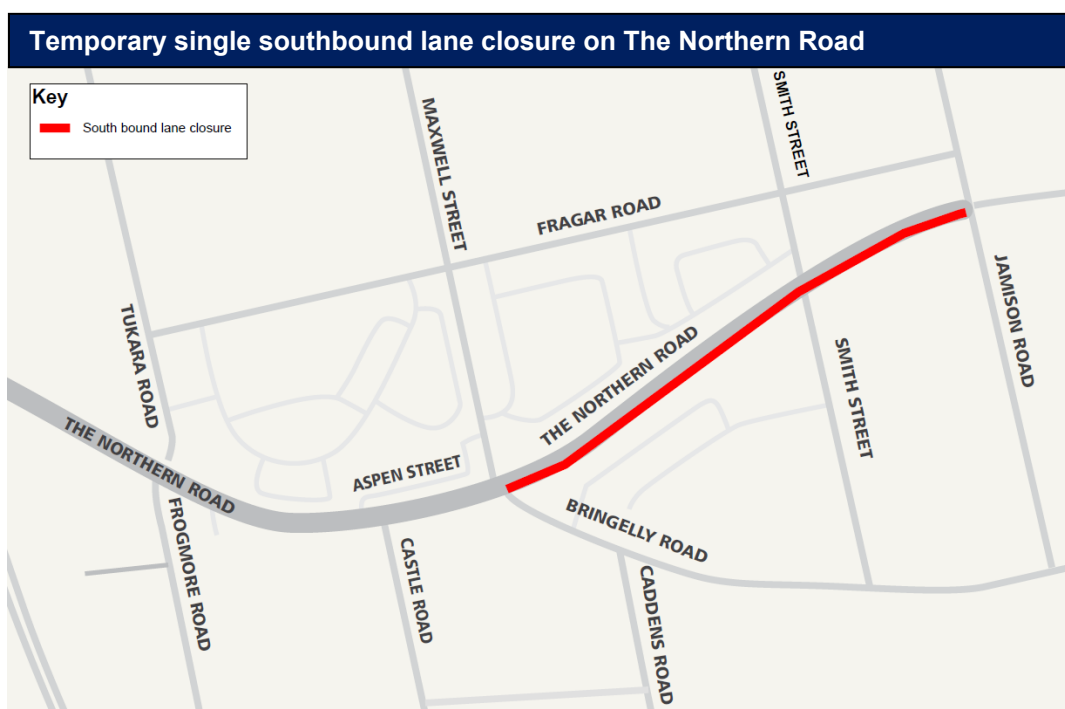 Temporary single southbound lane closure on The Northern Road
Key
South bound lane closure
SMITH STREET
MAXWELL STREET
FRAGAR ROAD
JAMISON ROAD
TUKARA ROAD
THE NORTHERN ROAD
SMITH STREET
THE NORTHERN ROAD
ASPEN STREET
BRINGELLY ROAD
FROGMORE ROAD
CASTLE ROAD
CADDENS ROAD